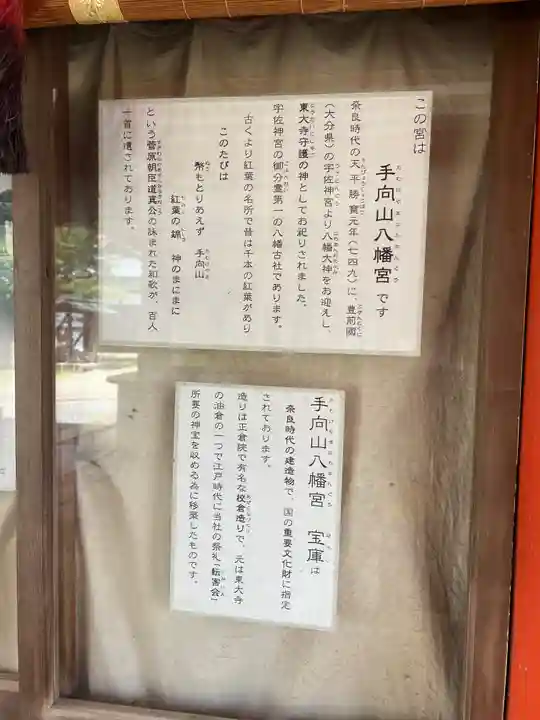 この宮は
手向山八幡宮です
奈良時代の天平勝寶元年(七四九)に、豊前國
(大分県)の宇佐神宮より八幡大神をお迎えし、
東大寺守護の神としてお祀りされました。
宇佐神宮の御分霊第一の八幡古社であります。
古くより紅葉の名所で昔は千本の紅葉があり
このたびは
幣もとりあえず 手向山
紅葉の錦 神のまにまに
という菅原朝臣道真公の詠まれた和歌が、百人
一首に遺されております。
手向山八幡宮 宝庫は
奈良時代の建造物で、国の重要文化財に指定
されております。
造りは正倉院で有名な校倉造りで、元は東大寺
の油倉の一つで江戸時代に当社の祭礼「転害会」
所要の神宝を収める為に移築したものです。